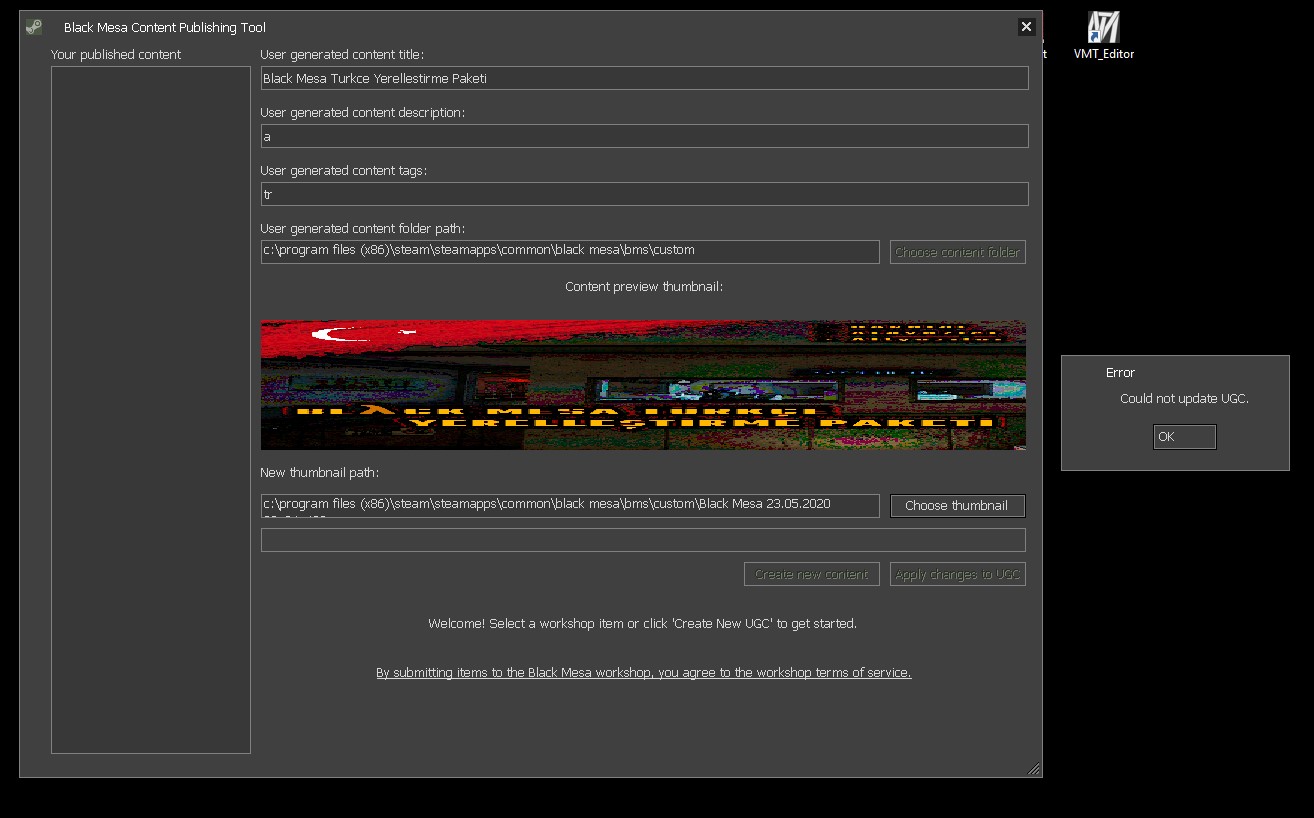 Black Mesa Content Publishing Tool
VMT_Editor
Your published content
User generated content title:
Black Mesa Turkce Yerellestirme Paketi
User generated content description:
a
User generated content tags:
tr
User generated content folder path:
c:\program files (x86)\steam\steamapps\common\black mesa\bms\custom
Choose content folder
Content preview thumbnail:
BLACK MESA TÜRKÇE
YERELLEŞTİRME PAKETİ
Error
Could not update UGC.
OK
New thumbnail path:
c:\program files (x86)\steam\steamapps\common\black mesa\bms\custom\Black Mesa 23.05.2020
Choose thumbnail
Create new content
Apply changes to UGC
Welcome! Select a workshop item or click 'Create New UGC' to get started.
By submitting items to the Black Mesa workshop, you agree to the workshop terms of service.